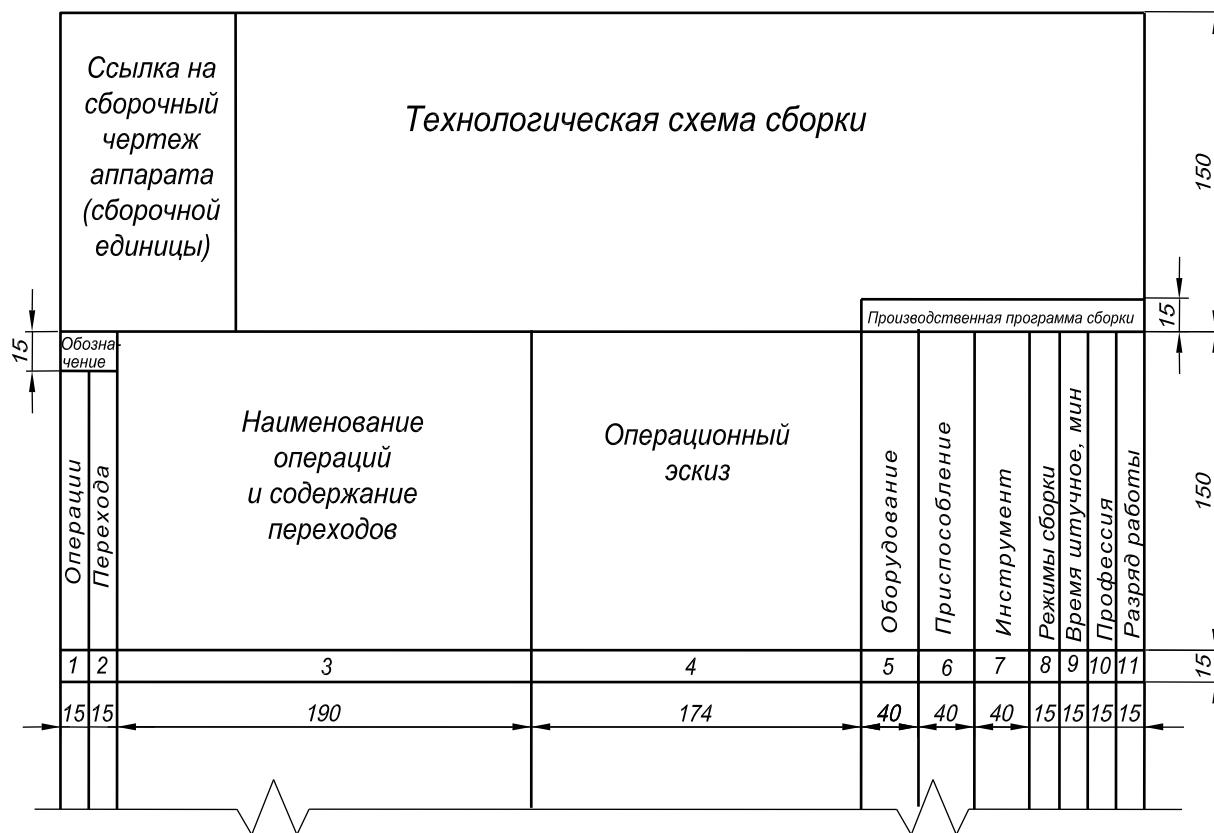 Ссылка на
сборочный
чертеж
аппарата
(сборочной
единицы)
Технологическая схема сборки
150
Производственная программа сборки
15
15
Обозна-
чение
Операции
Перехода
Наименование
операций
и содержание
переходов
Операционный
эскиз
Оборудование
Приспособление
Инструмент
Режимы сборки
Время штучное, мин
Профессия
Разряд работы
150
1 2 3 4 5 6 7 8 9 10 11
15
15 15 190 174 40 40 40 15 15 15 15